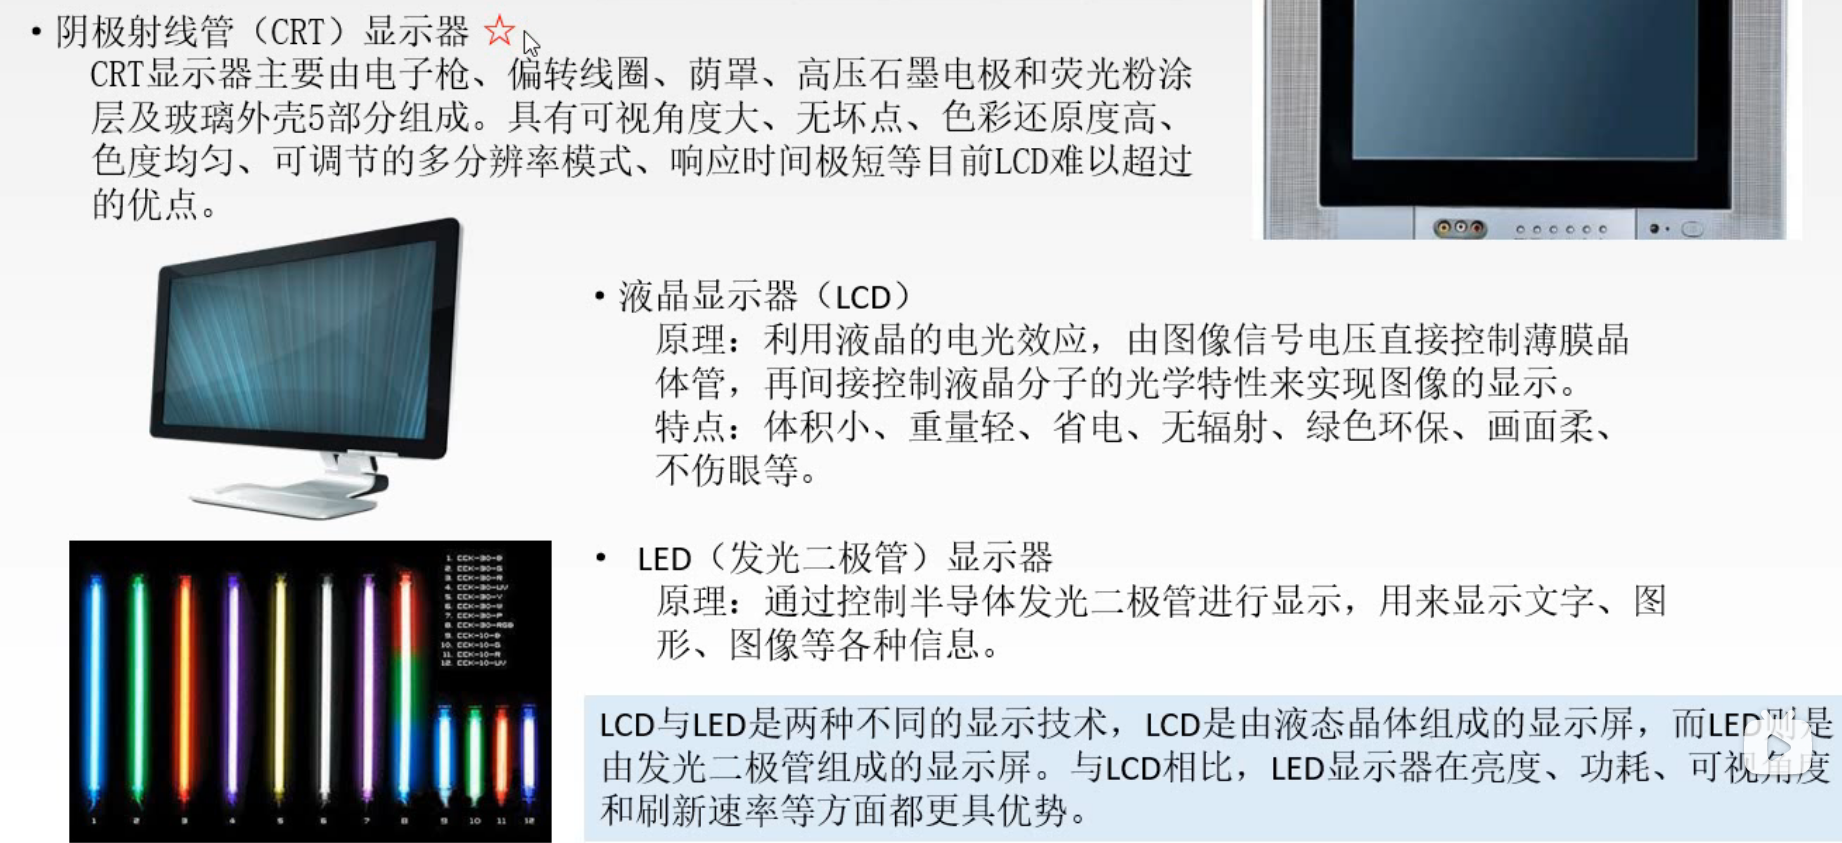 • 阴极射线管（CRT）显示器 ☆
CRT显示器主要由电子枪、偏转线圈、荫罩、高压石墨电极和荧光粉涂
层及玻璃外壳5部分组成。具有可视角度大、无坏点、色彩还原度高、
色度均匀、可调节的多分辨率模式、响应时间极短等目前LCD难以超过
的优点。
• 液晶显示器（LCD）
原理：利用液晶的电光效应，由图像信号电压直接控制薄膜晶
体管，再间接控制液晶分子的光学特性来实现图像的显示。
特点：体积小、重量轻、省电、无辐射、绿色环保、画面柔、
不伤眼等。
• LED（发光二极管）显示器
原理：通过控制半导体发光二极管进行显示，用来显示文字、图
形、图像等各种信息。
1. CCK-30-B
2. CCK-30-G
3. CCK-30-R
4. CCK-30-UV
5. CCK-30-Y
6. CCK-30-W
7. CCK-30-P
8. CCK-30-RGB
9. CCK-10-B
10. CCK-10-G
11. CCK-10-R
12. CCK-10-UV
1 2 3 4 5 6 7 8 9 10 11 12
LCD与LED是两种不同的显示技术，LCD是由液态晶体组成的显示屏，而LED则是
由发光二极管组成的显示屏。与LCD相比，LED显示器在亮度、功耗、可视角度
和刷新速率等方面都更具优势。